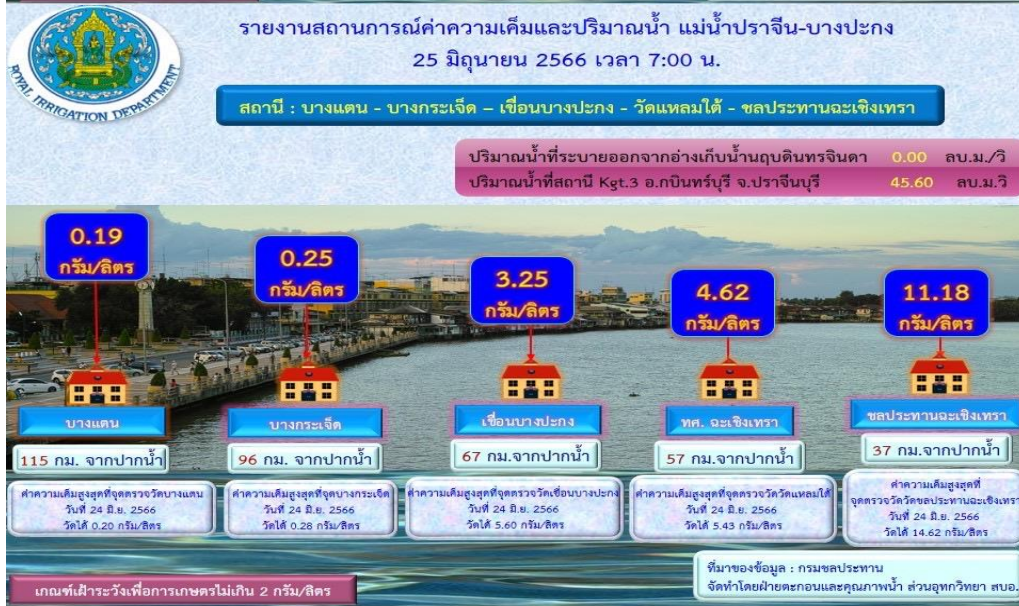 ROYAL IRRIGATION DEPARTMENT
รายงานสถานการณ์ค่าความเค็มและปริมาณน้ำ แม่น้ำปราจีน-บางปะกง
25 มิถุนายน 2566 เวลา 7:00 น.
สถานี : บางแตน - บางกระเจ็ด – เขื่อนบางปะกง - วัดแหลมใต้ - ชลประทานฉะเชิงเทรา
ปริมาณน้ำที่ระบายออกจากอ่างเก็บน้ำนฤบดินทรจินดา 0.00 ลบ.ม./วิ
ปริมาณน้ำที่สถานี Kgt.3 อ.กบินทร์บุรี จ.ปราจีนบุรี 45.60 ลบ.ม.วิ
0.19
กรัม/ลิตร
0.25
กรัม/ลิตร
3.25
กรัม/ลิตร
4.62
กรัม/ลิตร
11.18
กรัม/ลิตร
บางแตน
บางกระเจ็ด
เขื่อนบางปะกง
ทศ. ฉะเชิงเทรา
ชลประทานฉะเชิงเทรา
115 กม. จากปากน้ำ
96 กม. จากปากน้ำ
67 กม.จากปากน้ำ
57 กม.จากปากน้ำ
37 กม. จากปากน้ำ
ค่าความเค็มสูงสุดที่จุดตรวจวัดบางแตน
วันที่ 24 มิ.ย. 2566
วัดได้ 0.20 กรัม/ลิตร
ค่าความเค็มสูงสุดที่จุดบางกระเจ็ด
วันที่ 24 มิ.ย. 2566
วัดได้ 0.28 กรัม/ลิตร
ค่าความเค็มสูงสุดที่จุดตรวจวัดเขื่อนบางปะกง
วันที่ 24 มิ.ย. 2566
วัดได้ 5.60 กรัม/ลิตร
ค่าความเค็มสูงสุดที่จุดตรวจวัดวัดแหลมใต้
วันที่ 24 มิ.ย. 2566
วัดได้ 5.43 กรัม/ลิตร
ค่าความเค็มสูงสุดที่
จุดตรวจวัดวัดชลประทานฉะเชิงเทรา
วันที่ 24 มิ.ย. 2566
วัดได้ 14.62 กรัม/ลิตร
เกณฑ์เฝ้าระวังเพื่อการเกษตรไม่เกิน 2 กรัม/ลิตร
ที่มาของข้อมูล : กรมชลประทาน
จัดทำโดยฝ่ายตะกอนและคุณภาพน้ำ ส่วนอุทกวิทยา สบอ.